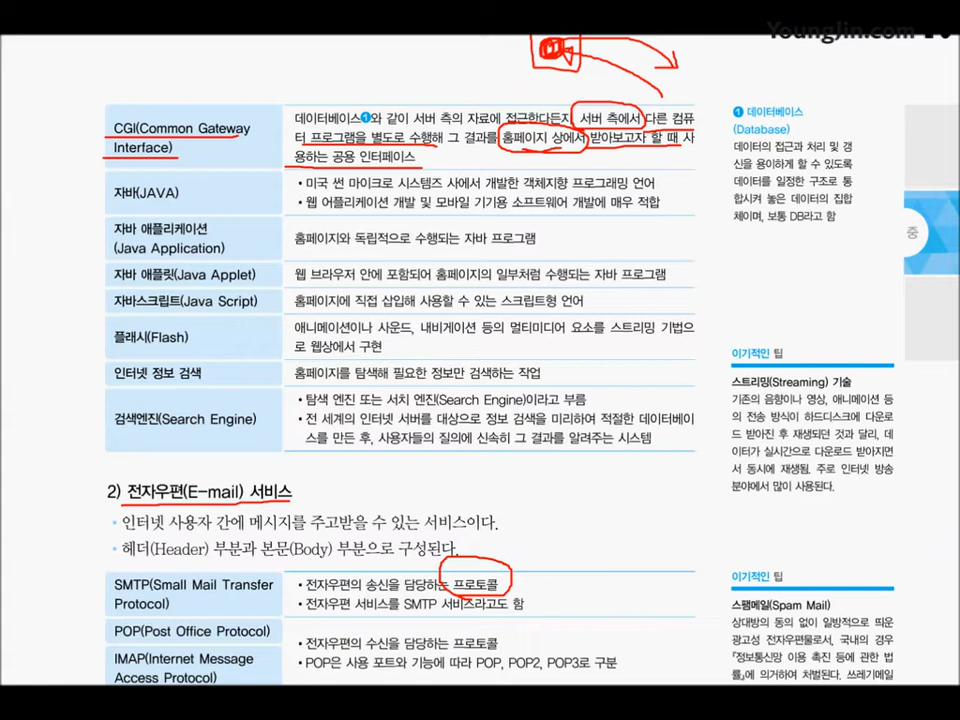 YoungJin.com
CGI(Common Gateway
Interface)
데이터베이스❶와 같이 서버 측의 자료에 접근한다든지, 서버 측에서 다른 컴퓨
터 프로그램을 별도로 수행해 그 결과를 홈페이지 상에서 받아보고자 할 때 사
용하는 공용 인터페이스
자바(JAVA)
• 미국 썬 마이크로 시스템즈 사에서 개발한 객체지향 프로그래밍 언어
• 웹 어플리케이션 개발 및 모바일 기기용 소프트웨어 개발에 매우 적합
자바 애플리케이션
(Java Application)
홈페이지와 독립적으로 수행되는 자바 프로그램
자바 애플릿(Java Applet)
웹 브라우저 안에 포함되어 홈페이지의 일부처럼 수행되는 자바 프로그램
자바스크립트(Java Script)
홈페이지에 직접 삽입해 사용할 수 있는 스크립트형 언어
플래시(Flash)
애니메이션이나 사운드, 내비게이션 등의 멀티미디어 요소를 스트리밍 기법으
로 웹상에서 구현
인터넷 정보 검색
홈페이지를 탐색해 필요한 정보만 검색하는 작업
검색엔진(Search Engine)
• 탐색 엔진 또는 서치 엔진(Search Engine)이라고 부름
• 전 세계의 인터넷 서버를 대상으로 정보 검색을 미리하여 적절한 데이터베이
스를 만든 후, 사용자들의 질의에 신속히 그 결과를 알려주는 시스템
2) 전자우편(E-mail) 서비스
• 인터넷 사용자 간에 메시지를 주고받을 수 있는 서비스이다.
• 헤더(Header) 부분과 본문(Body) 부분으로 구성된다.
SMTP(Small Mail Transfer
Protocol)
• 전자우편의 송신을 담당하는 프로토콜
• 전자우편 서비스를 SMTP 서비스라고도 함
POP(Post Office Protocol)
IMAP(Internet Message
Access Protocol)
• 전자우편의 수신을 담당하는 프로토콜
• POP은 사용 포트와 기능에 따라 POP, POP2, POP3로 구분
❶ 데이터베이스
(Database)
데이터의 접근과 처리 및 갱
신을 용이하게 할 수 있도록
데이터를 일정한 구조로 통
합시켜 놓은 데이터의 집합
체이며, 보통 DB라고 함
중
이기적인 팁
스트리밍(Streaming) 기술
기존의 음향이나 영상, 애니메이션 등
의 전송 방식이 하드디스크에 다운로
드 받아진 후 재생되던 것과 달리, 데
이터가 실시간으로 다운로드 받아지면
서 동시에 재생됨. 주로 인터넷 방송
분야에서 많이 사용된다.
이기적인 팁
스팸메일(Spam Mail)
상대방의 동의 없이 일방적으로 띄운
광고성 전자우편물로서, 국내의 경우
『정보통신망 이용 촉진 등에 관한 법
률』에 의거하여 처벌된다. 쓰레기메일